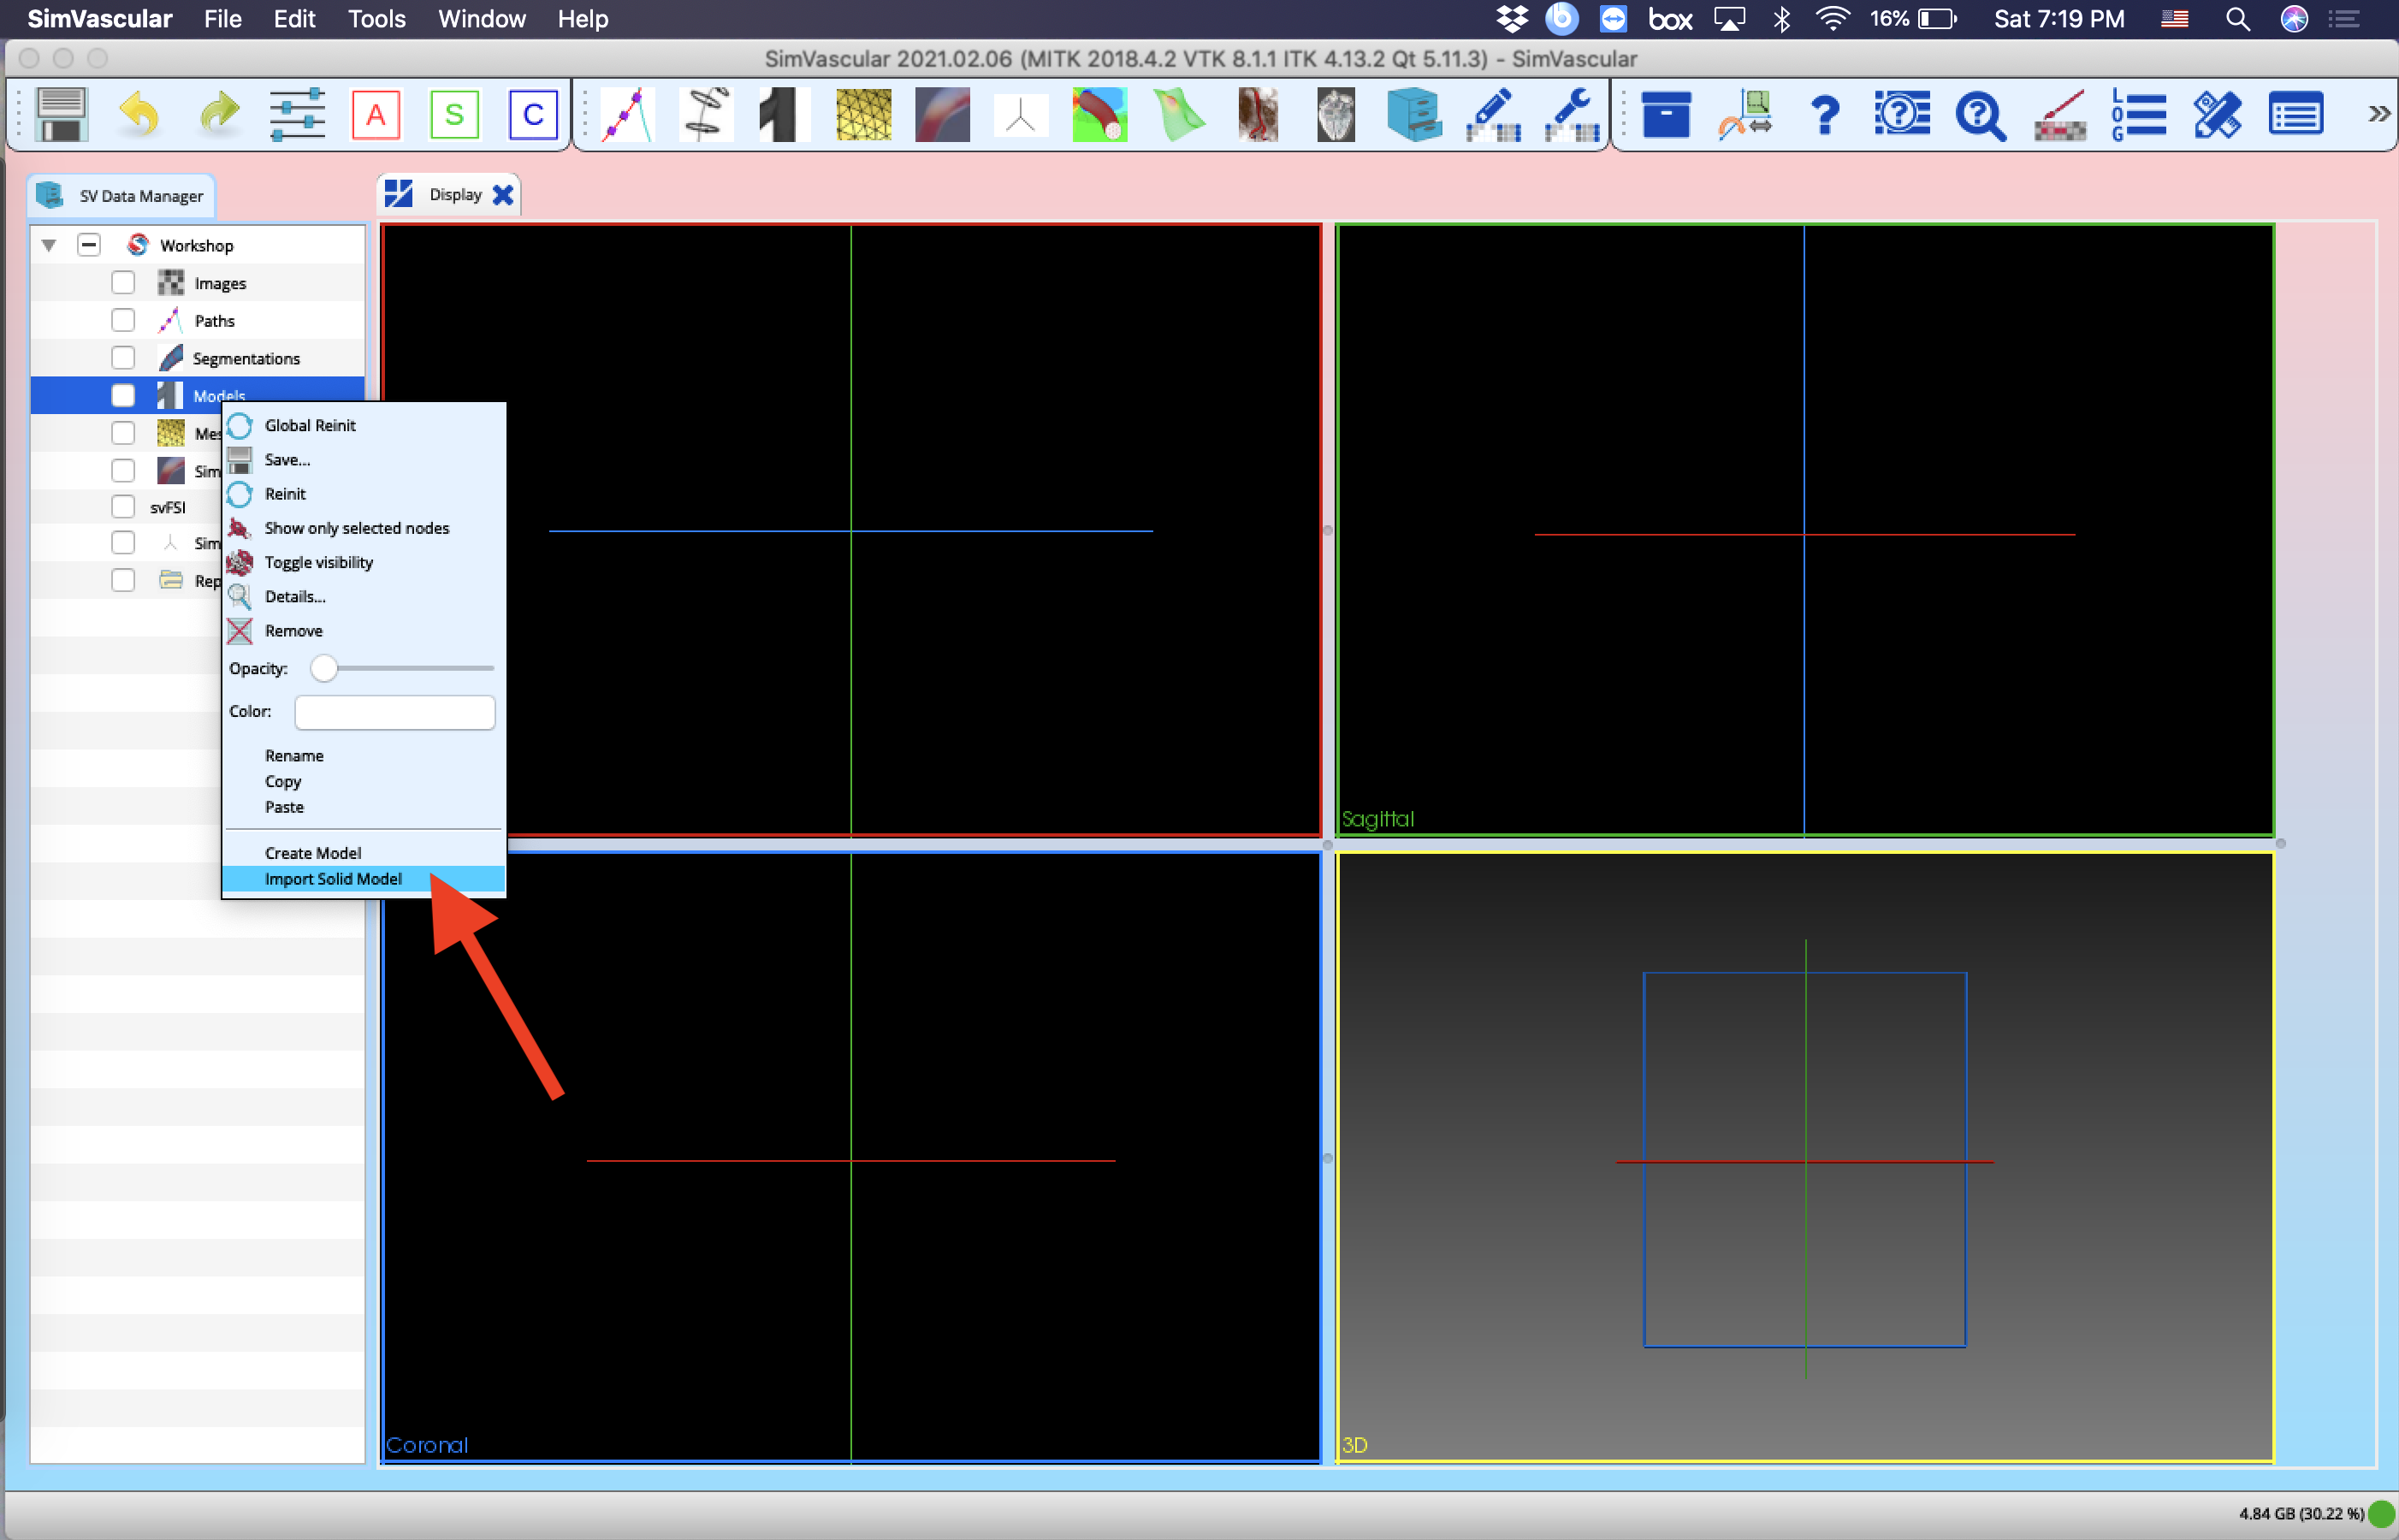 SimVascular File Edit Tools Window Help
box 16% Sat 7:19 PM
SimVascular 2021.02.06 (MITK 2018.4.2 VTK 8.1.1 ITK 4.13.2 Qt 5.11.3) - SimVascular
A S C ? ? ? LOG »
SV Data Manager
Display
Workshop
Images
Paths
Segmentations
Models
Mes
Sim
svFSI
Sim
Rep
Global Reinit
Save...
Reinit
Show only selected nodes
Toggle visibility
Details...
Remove
Opacity:
Color:
Rename
Copy
Paste
Create Model
Import Solid Model
Sagittal
Coronal
3D
4.84 GB (30.22 %)